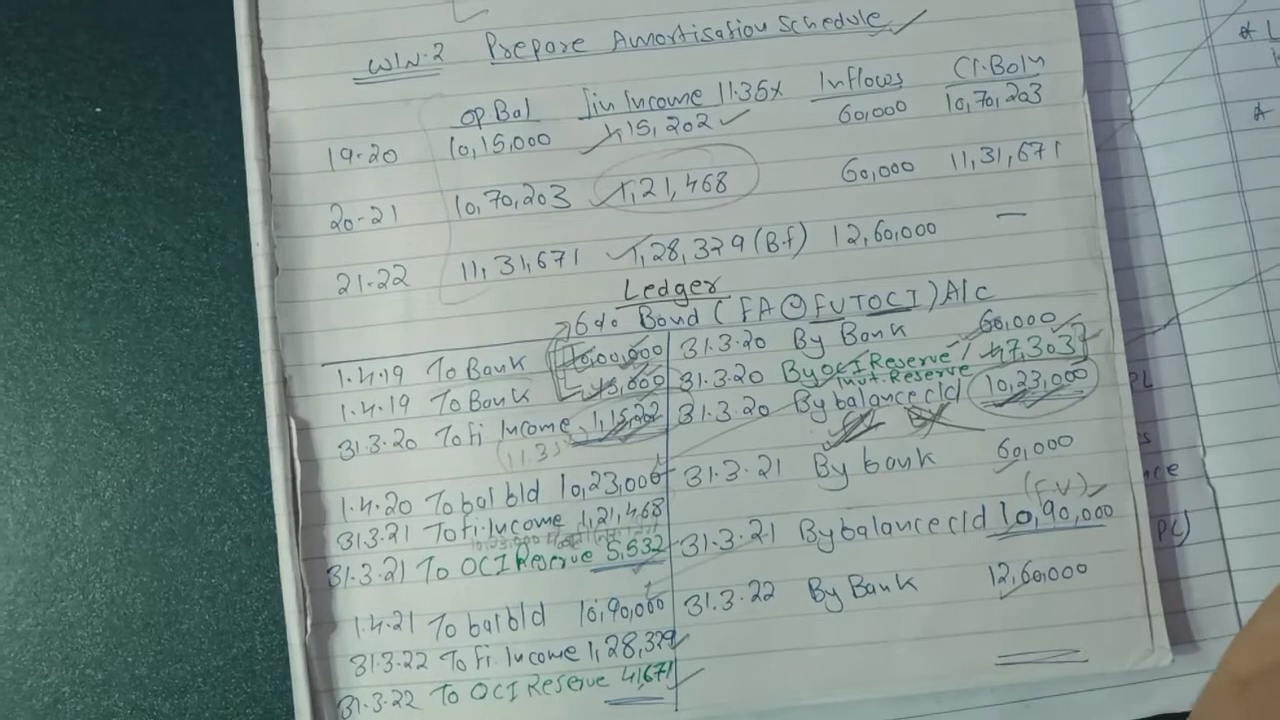 WN-2 Prepare Amortisation Schedule
op Bal Fin Income 11.35% Inflows Cl. Baln
19-20 10,15,000 1,15,202 60,000 10,70,203
20-21 10,70,203 1,21,468 60,000 11,31,671
21-22 11,31,671 1,28,329 (B.f) 12,60,000 —
Ledger
6% Bond (FA @ FVTOCI) A/c
1.4.19 To Bank 10,00,000 31.3.20 By Bank 60,000
1.4.19 To Bank 15,000 31.3.20 By OCI Reserve / 47,303
Invt. Reserve
31.3.20 To Fi Income 1,15,202 31.3.20 By balance c/d 10,23,000
(11.35
1.4.20 To bal b/d 10,23,000 31.3.21 By bank 60,000
31.3.21 To Fi. Income 1,21,468 31.3.21 By balance c/d 10,90,000
(FV)
31.3.21 To OCI Reserve 5,532
1.4.21 To bal b/d 10,90,000 31.3.22 By Bank 12,60,000
31.3.22 To Fi. Income 1,28,329
31.3.22 To OCI Reserve 41,671
PL
nce
PL)